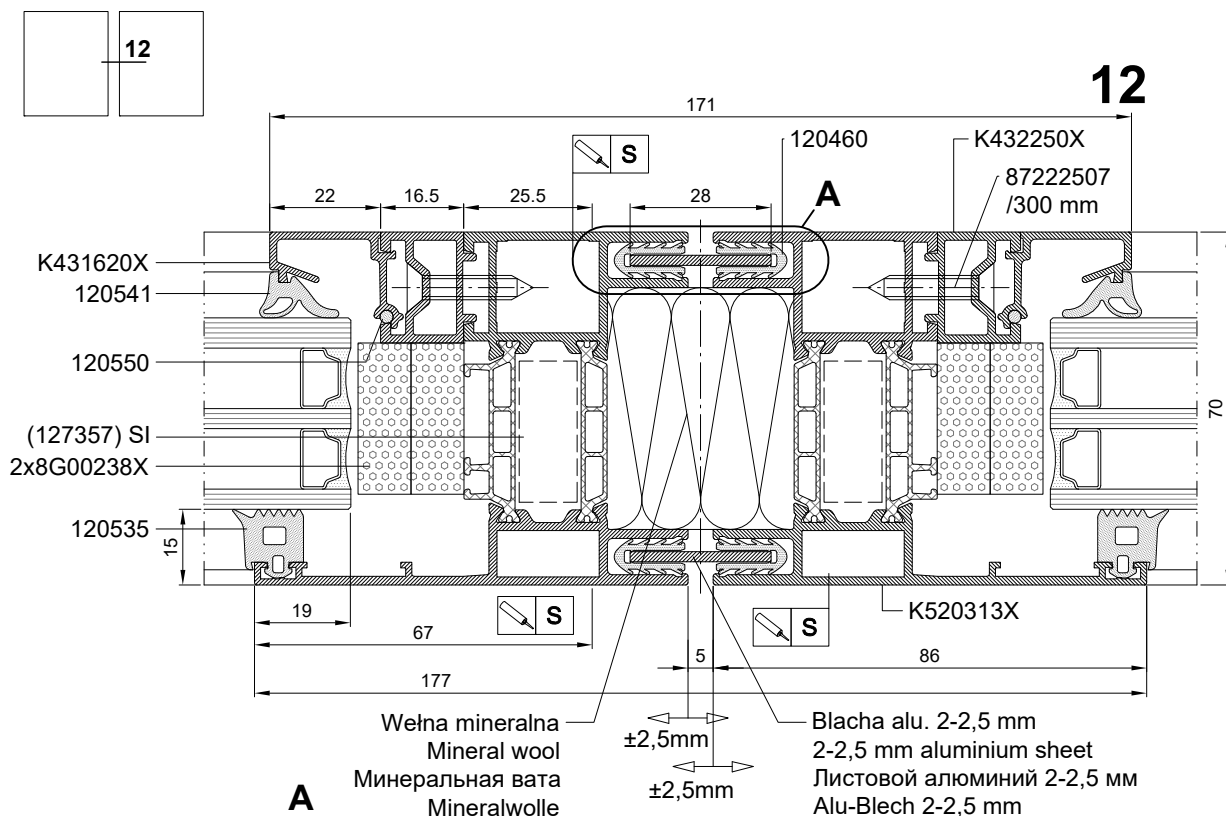 12
12
171
120460
K432250X
S
87222507
/300 mm
22
16.5
25.5
28
A
K431620X
120541
120550
(127357) SI
2x8G00238X
120535
70
15
19
S
S
K520313X
67
5
86
177
Wełna mineralna
Mineral wool
Минеральная вата
Mineralwolle
±2,5mm
±2,5mm
Blacha alu. 2-2,5 mm
2-2,5 mm aluminium sheet
Листовой алюминий 2-2,5 мм
Alu-Blech 2-2,5 mm
A